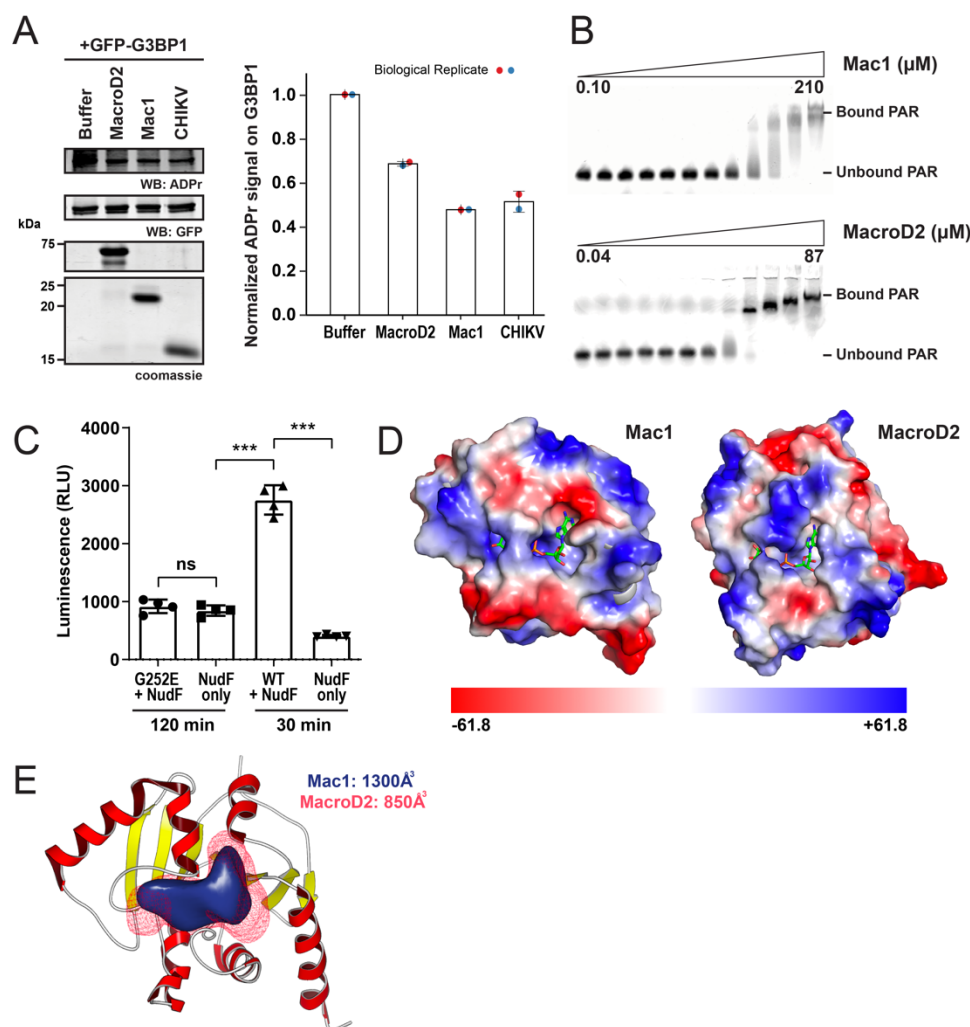 A
+GFP-G3BP1
Buffer
MacroD2
Mac1
CHIKV
WB: ADPr
WB: GFP
kDa
75
25
20
15
coomassie
Normalized ADPr signal on G3BP1
Biological Replicate
1.0
0.8
0.6
0.4
0.2
0.0
Buffer MacroD2 Mac1 CHIKV
B
Mac1 (µM)
0.10 210
Bound PAR
Unbound PAR
MacroD2 (µM)
0.04 87
Bound PAR
Unbound PAR
C
Luminescence (RLU)
4000
3000
2000
1000
0
ns
***
***
G252E + NudF
NudF only
WT + NudF
NudF only
120 min 30 min
D
Mac1 MacroD2
-61.8 +61.8
E
Mac1: 1300Å³
MacroD2: 850Å³